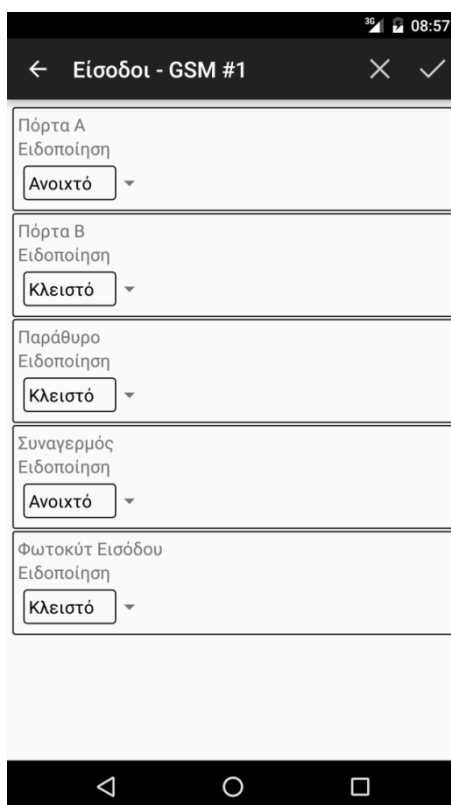 3G 08:57
Είσοδοι - GSM #1
Πόρτα Α
Ειδοποίηση
Ανοιχτό
Πόρτα Β
Ειδοποίηση
Κλειστό
Παράθυρο
Ειδοποίηση
Κλειστό
Συναγερμός
Ειδοποίηση
Ανοιχτό
Φωτοκύτ Εισόδου
Ειδοποίηση
Κλειστό